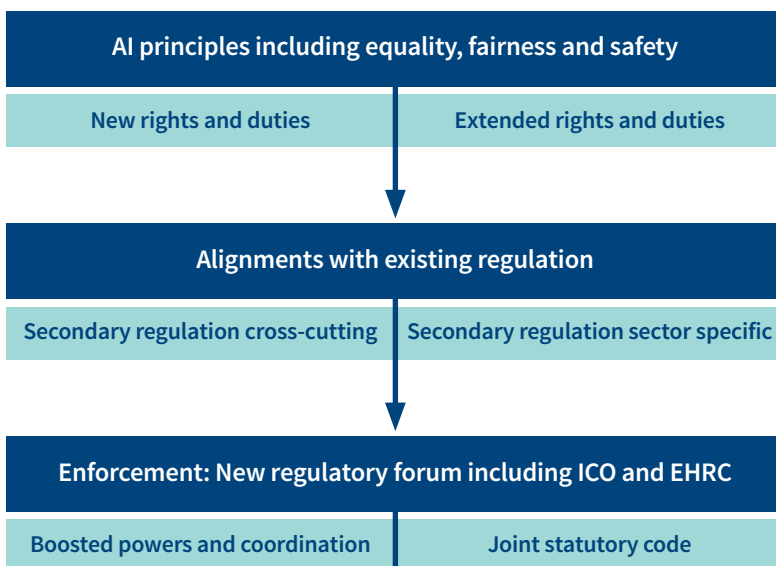 AI principles including equality, fairness and safety
New rights and duties
Extended rights and duties
Alignments with existing regulation
Secondary regulation cross-cutting
Secondary regulation sector specific
Enforcement: New regulatory forum including ICO and EHRC
Boosted powers and coordination
Joint statutory code